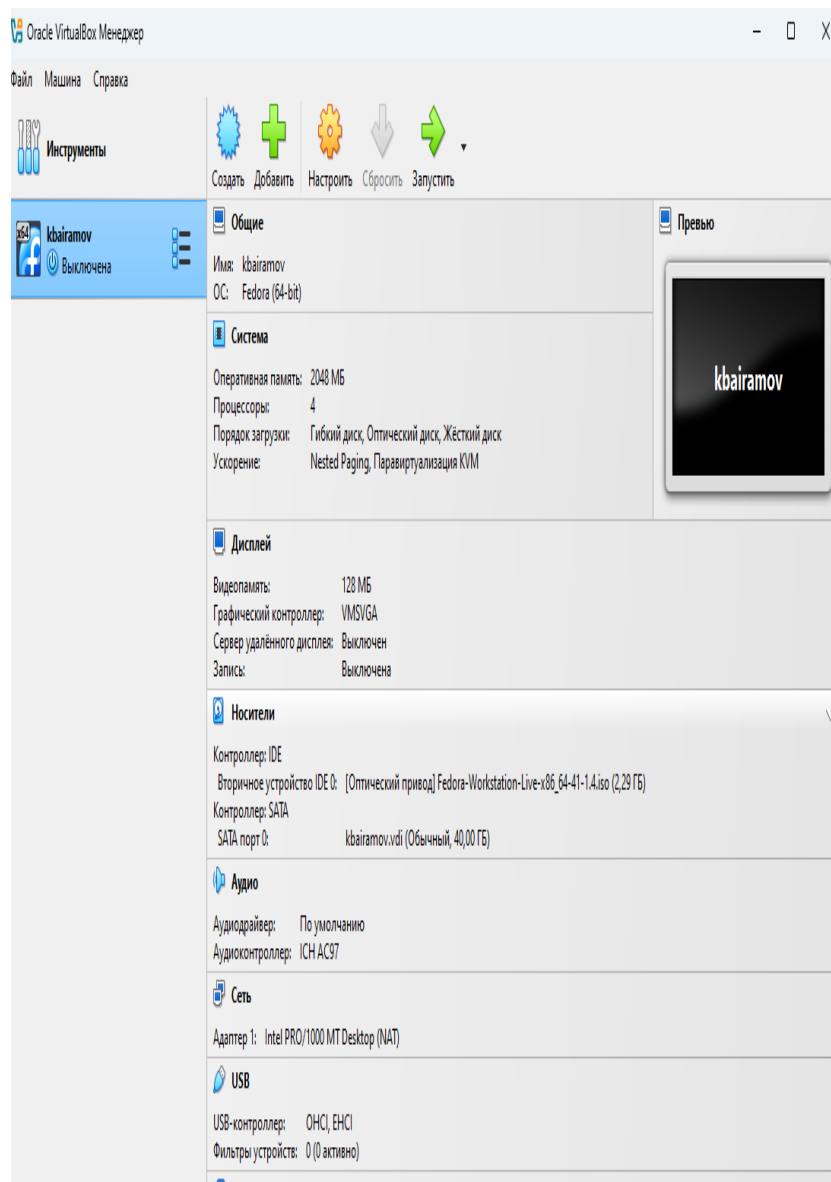 Oracle VirtualBox Менеджер
Файл Машина Справка
Инструменты
Создать Добавить Настроить Сбросить Запустить
x64
kbairamov
Выключена
Общие
Имя: kbairamov
ОС: Fedora (64-bit)
Превью
kbairamov
Система
Оперативная память: 2048 МБ
Процессоры: 4
Порядок загрузки: Гибкий диск, Оптический диск, Жёсткий диск
Ускорение: Nested Paging, Паравиртуализация KVM
Дисплей
Видеопамять: 128 МБ
Графический контроллер: VMSVGA
Сервер удалённого дисплея: Выключен
Запись: Выключена
Носители
Контроллер: IDE
Вторичное устройство IDE 0: [Оптический привод] Fedora-Workstation-Live-x86_64-41-1.4.iso (2,29 ГБ)
Контроллер: SATA
SATA порт 0: kbairamov.vdi (Обычный, 40,00 ГБ)
Аудио
Аудиодрайвер: По умолчанию
Аудиоконтроллер: ICH AC97
Сеть
Адаптер 1: Intel PRO/1000 MT Desktop (NAT)
USB
USB-контроллер: OHCI, EHCI
Фильтры устройств: 0 (0 активно)